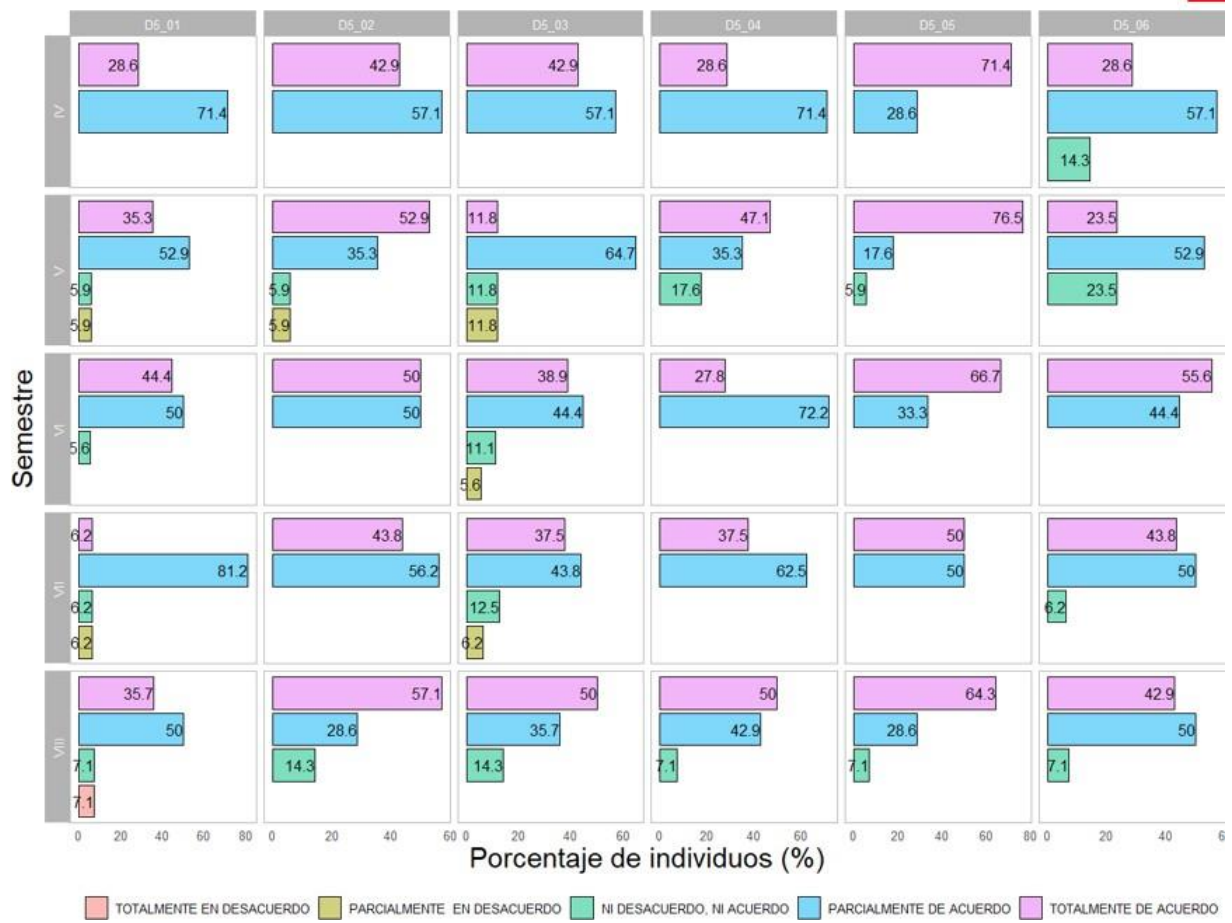 D5_01 D5_02 D5_03 D5_04 D5_05 D5_06
Semestre
IV
28.6 42.9 42.9 28.6 71.4 28.6
71.4 57.1 57.1 71.4 28.6 57.1
14.3
V
35.3 52.9 11.8 47.1 76.5 23.5
52.9 35.3 64.7 35.3 17.6 52.9
5.9 5.9 11.8 17.6 5.9 23.5
5.9 5.9 11.8
VI
44.4 50 38.9 27.8 66.7 55.6
50 50 44.4 72.2 33.3 44.4
5.6 11.1
5.6
VII
6.2 43.8 37.5 37.5 50 43.8
81.2 56.2 43.8 62.5 50 50
6.2 12.5 6.2
6.2 6.2
VIII
35.7 57.1 50 50 64.3 42.9
50 28.6 35.7 42.9 28.6 50
7.1 14.3 14.3 7.1 7.1 7.1
7.1
0 20 40 60 80 0 20 40 60 0 20 40 60 0 20 40 60 0 20 40 60 0 20 40
Porcentaje de individuos (%)
TOTALMENTE EN DESACUERDO PARCIALMENTE EN DESACUERDO NI DESACUERDO, NI ACUERDO PARCIALMENTE DE ACUERDO TOTALMENTE DE ACUERDO